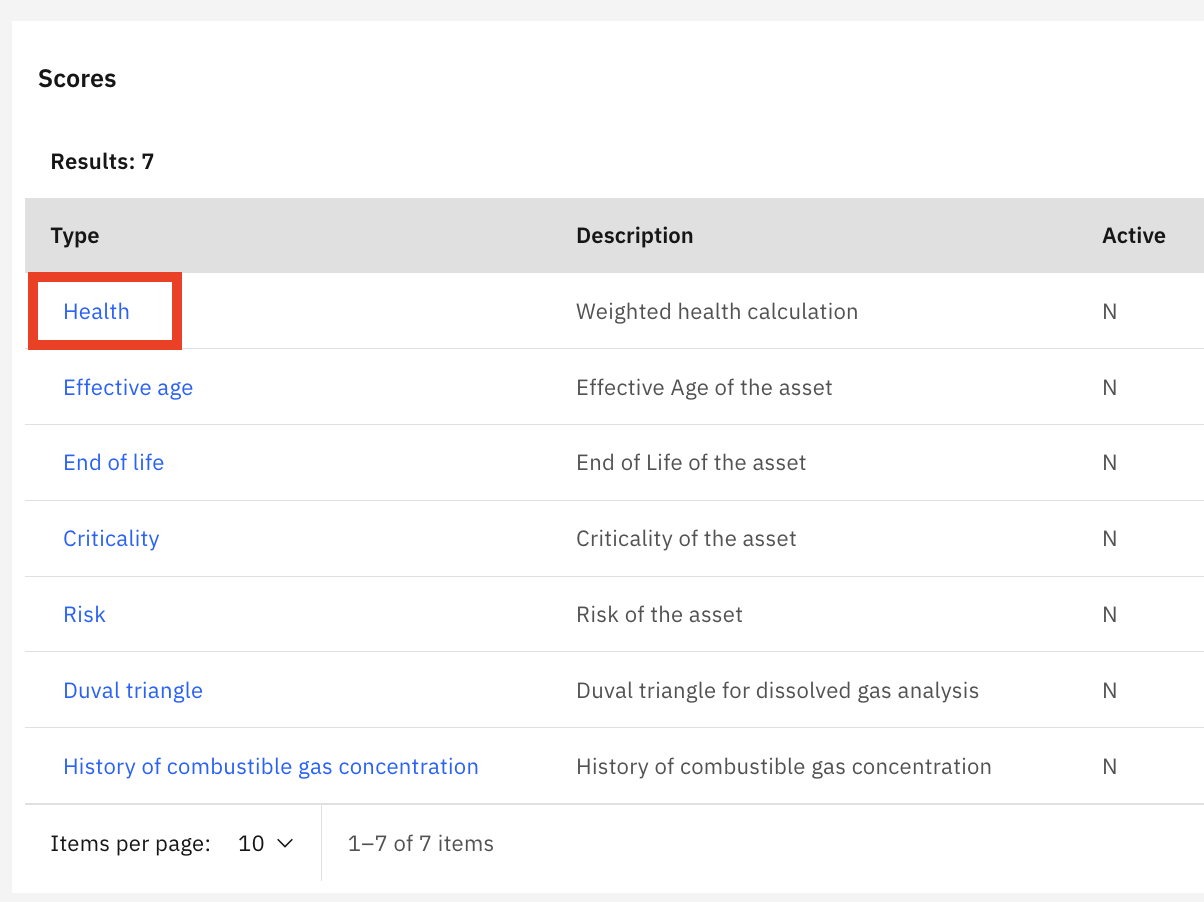 Scores
Results: 7
Type Description Active
Health Weighted health calculation N
Effective age Effective Age of the asset N
End of life End of Life of the asset N
Criticality Criticality of the asset N
Risk Risk of the asset N
Duval triangle Duval triangle for dissolved gas analysis N
History of combustible gas concentration History of combustible gas concentration N
Items per page: 10 1–7 of 7 items